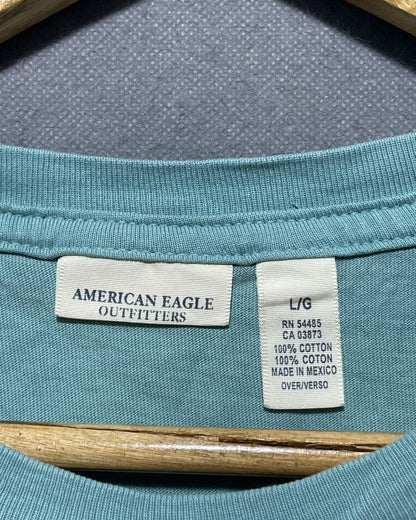 AMERICAN EAGLE
OUTFITTERS
L/G
RN 54485
CA 03873
100% COTTON
100% COTON
MADE IN MEXICO
OVER/VERSO